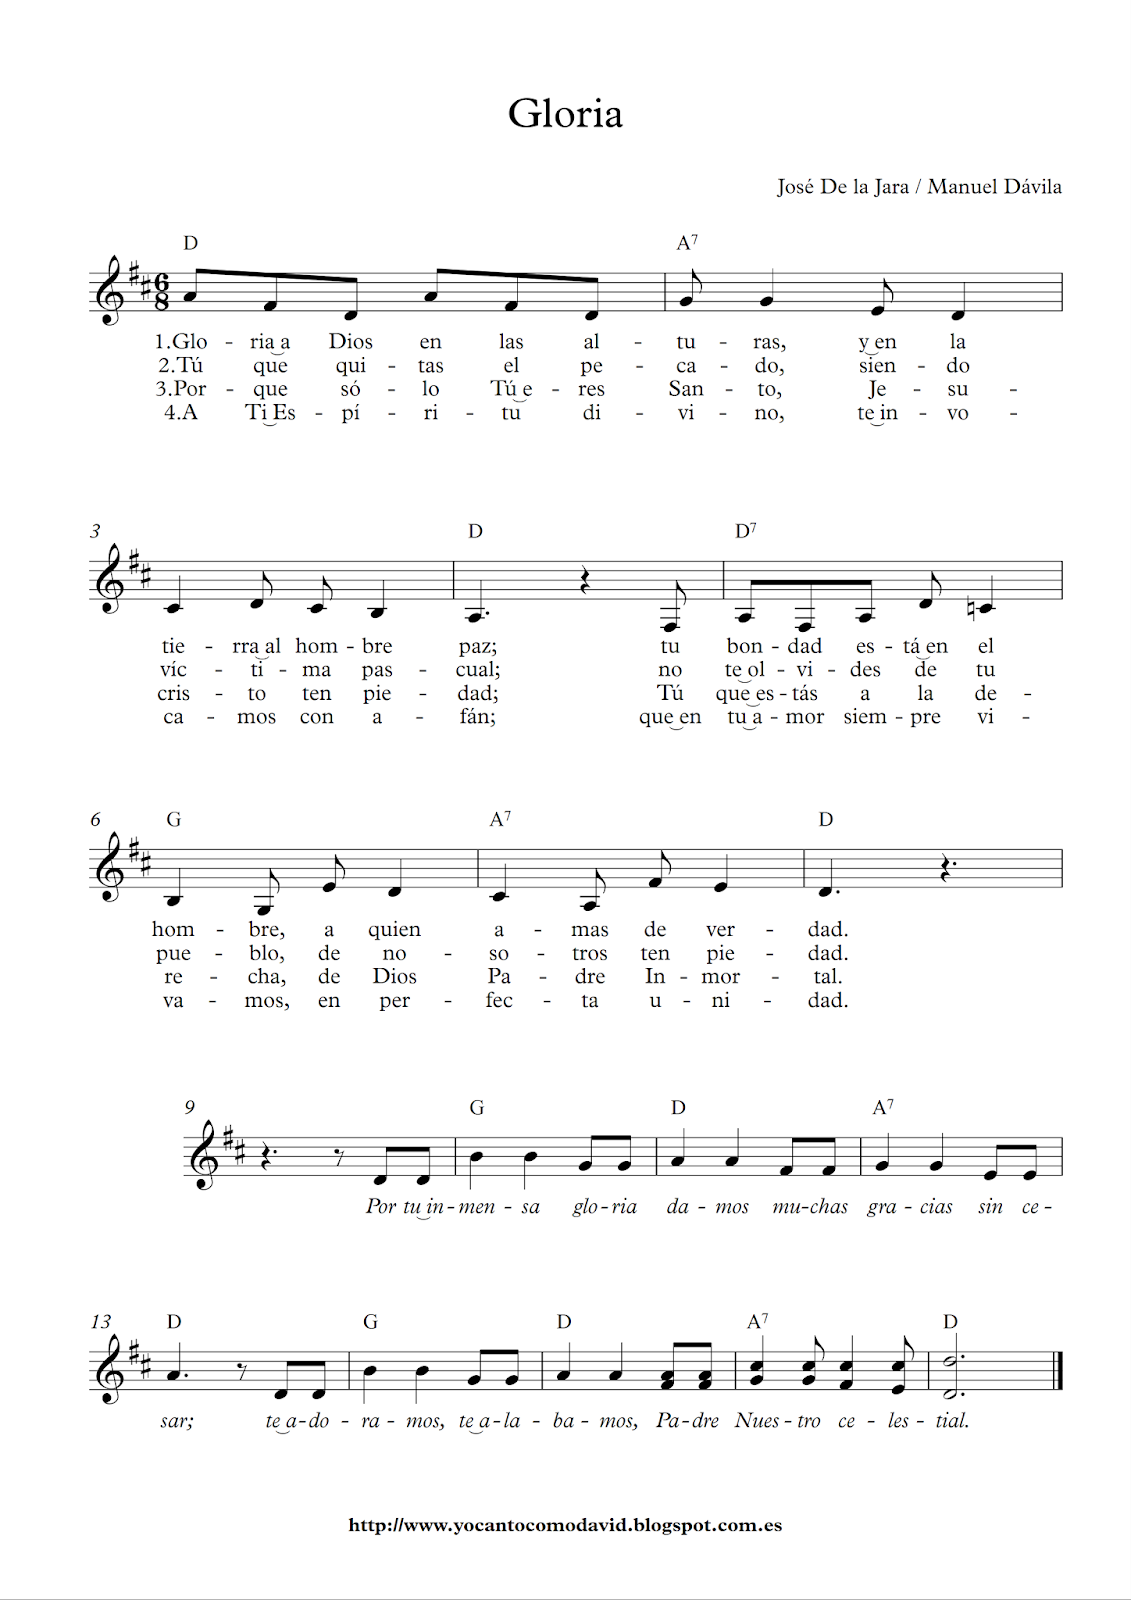 Gloria
José De la Jara / Manuel Dávila
D A7
6
8
1.Glo - ria a Dios en las al - tu - ras, y en la
2.Tú que qui - tas el pe - ca - do, sien - do
3.Por - que só - lo Tú e - res San - to, Je - su -
4.A Ti Es - pí - ri - tu di - vi - no, te in - vo -
3 D D7
tie - rra al hom - bre paz; tu bon - dad es - tá en el
víc - ti - ma pas - cual; no te ol - vi - des de tu
cris - to ten pie - dad; Tú que es - tás a la de -
ca - mos con a - fán; que en tu a - mor siem - pre vi -
6 G A7 D
hom - bre, a quien a - mas de ver - dad.
pue - blo, de no - so - tros ten pie - dad.
re - cha, de Dios Pa - dre In - mor - tal.
va - mos, en per - fec - ta u - ni - dad.
9 G D A7
Por tu in - men - sa glo - ria da - mos mu - chas gra - cias sin ce -
13 D G D A7 D
sar; te a - do - ra - mos, te a - la - ba - mos, Pa - dre Nues - tro ce - les - tial.
http://www.yocantocomodavid.blogspot.com.es